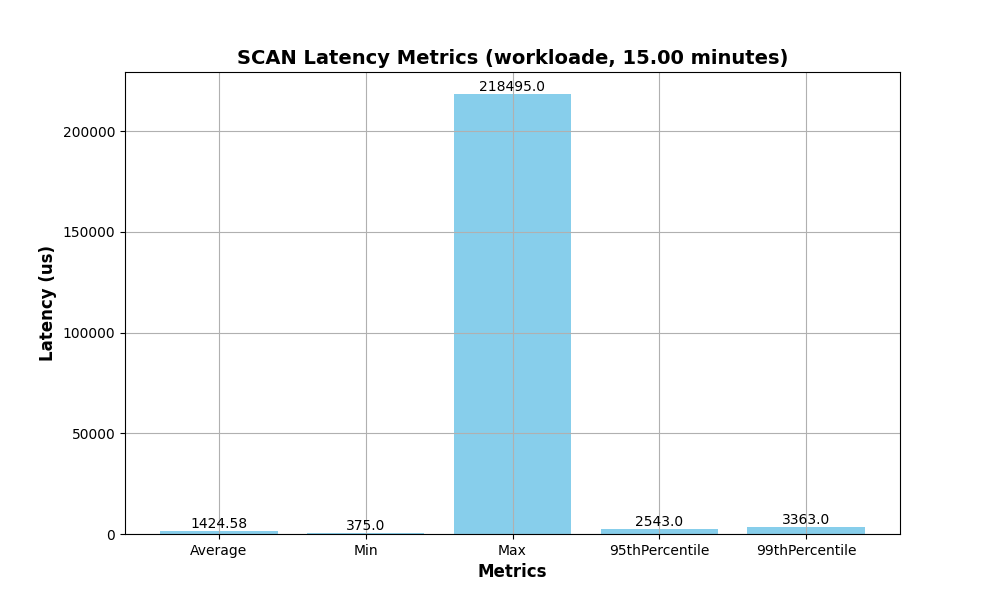 SCAN Latency Metrics (workloade, 15.00 minutes)
218495.0
200000
150000
Latency (us)
100000
50000
1424.58
375.0
2543.0
3363.0
0
Average
Min
Max
95thPercentile
99thPercentile
Metrics